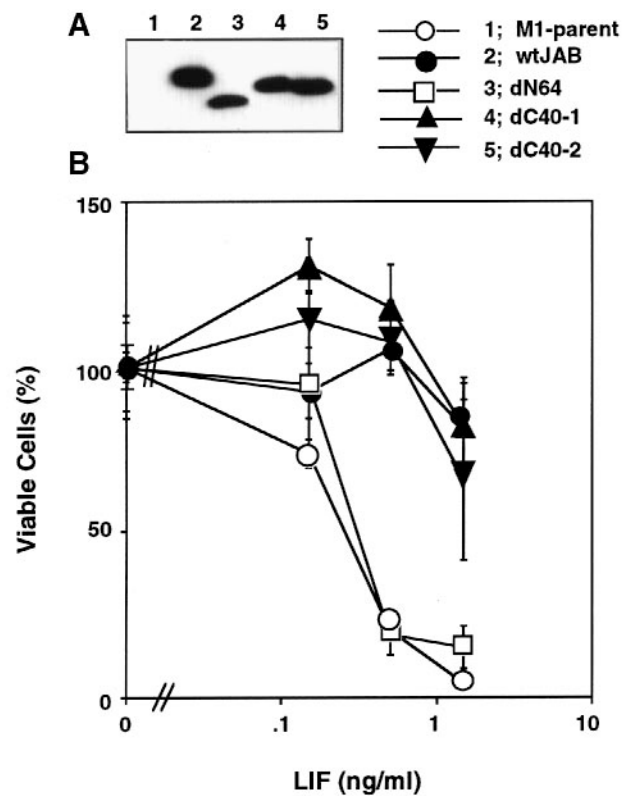 A
1 2 3 4 5
1; M1-parent
2; wtJAB
3; dN64
4; dC40-1
5; dC40-2
B
150
100
50
0
Viable Cells (%)
0 .1 1 10
LIF (ng/ml)